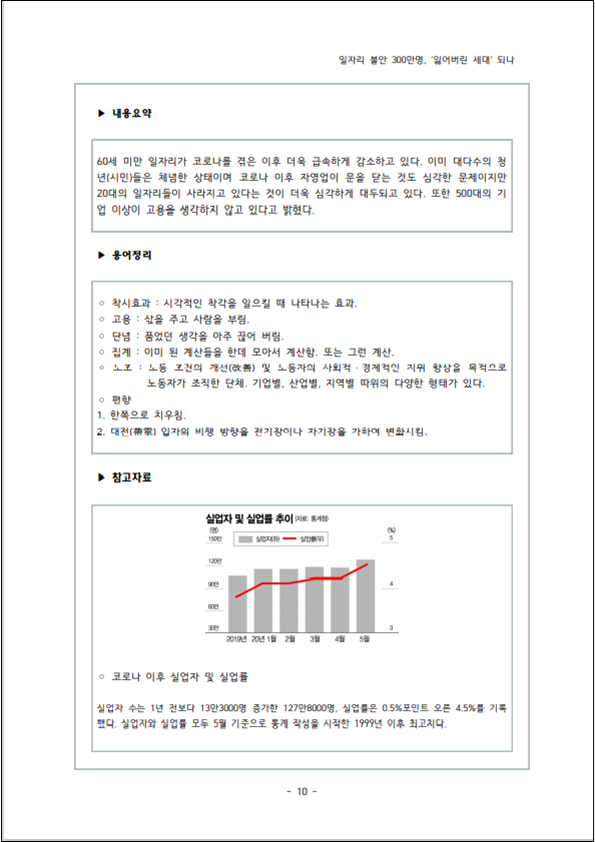 일자리 불안 300만명, '잃어버린 세대' 되나
▶ 내용요약
60세 미만 일자리가 코로나를 겪은 이후 더욱 급속하게 감소하고 있다. 이미 대다수의 청
년(시민)들은 체념한 상태이며 코로나 이후 자영업이 문을 닫는 것도 심각한 문제이지만
20대의 일자리들이 사라지고 있다는 것이 더욱 심각하게 대두되고 있다. 또한 500대의 기
업 이상이 고용을 생각하지 않고 있다고 밝혔다.
▶ 용어정리
○ 착시효과 : 시각적인 착각을 일으킬 때 나타나는 효과.
○ 고용 : 삯을 주고 사람을 부림.
○ 단념 : 품었던 생각을 아주 끊어 버림.
○ 집계 : 이미 된 계산들을 한데 모아서 계산함. 또는 그런 계산.
○ 노조 : 노동 조건의 개선(改善) 및 노동자의 사회적·경제적인 지위 향상을 목적으로
노동자가 조직한 단체. 기업별, 산업별, 지역별 따위의 다양한 형태가 있다.
○ 편향
1. 한쪽으로 치우침.
2. 대전(帶電) 입자의 비행 방향을 전기장이나 자기장을 가하여 변화시킴.
▶ 참고자료
실업자 및 실업률 추이 (자료: 통계청)
(명) (%)
150만 실업자(좌) 실업률(우) 5
120만
90만 4
60만
30만 3
2019년 20년 1월 2월 3월 4월 5월
○ 코로나 이후 실업자 및 실업률
실업자 수는 1년 전보다 13만3000명 증가한 127만8000명, 실업률은 0.5%포인트 오른 4.5%를 기록
했다. 실업자와 실업률 모두 5월 기준으로 통계 작성을 시작한 1999년 이후 최고치다.
- 10 -